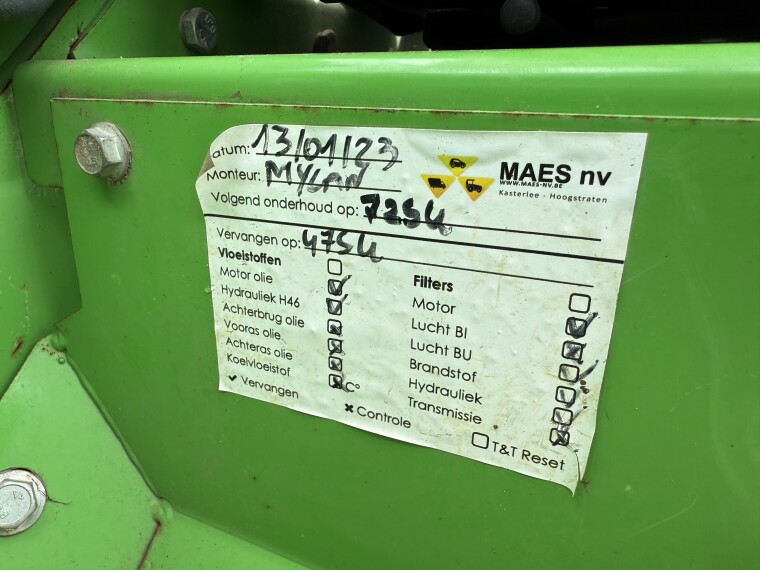 atum: 13/01/23
Monteur: MYLAN
MAES nv
WWW.MAES-NV.BE
Kasterlee - Hoogstraten
Volgend onderhoud op: 7254
Vervangen op: 4754
Vloeistoffen
Motor olie
Hydrauliek H46
Achterbrug olie
Vooras olie
Achteras olie
Koelvloeistof
C°
Filters
Motor
Lucht BI
Lucht BU
Brandstof
Hydrauliek
Transmissie
✓ Vervangen
✖ Controle
T&T Reset